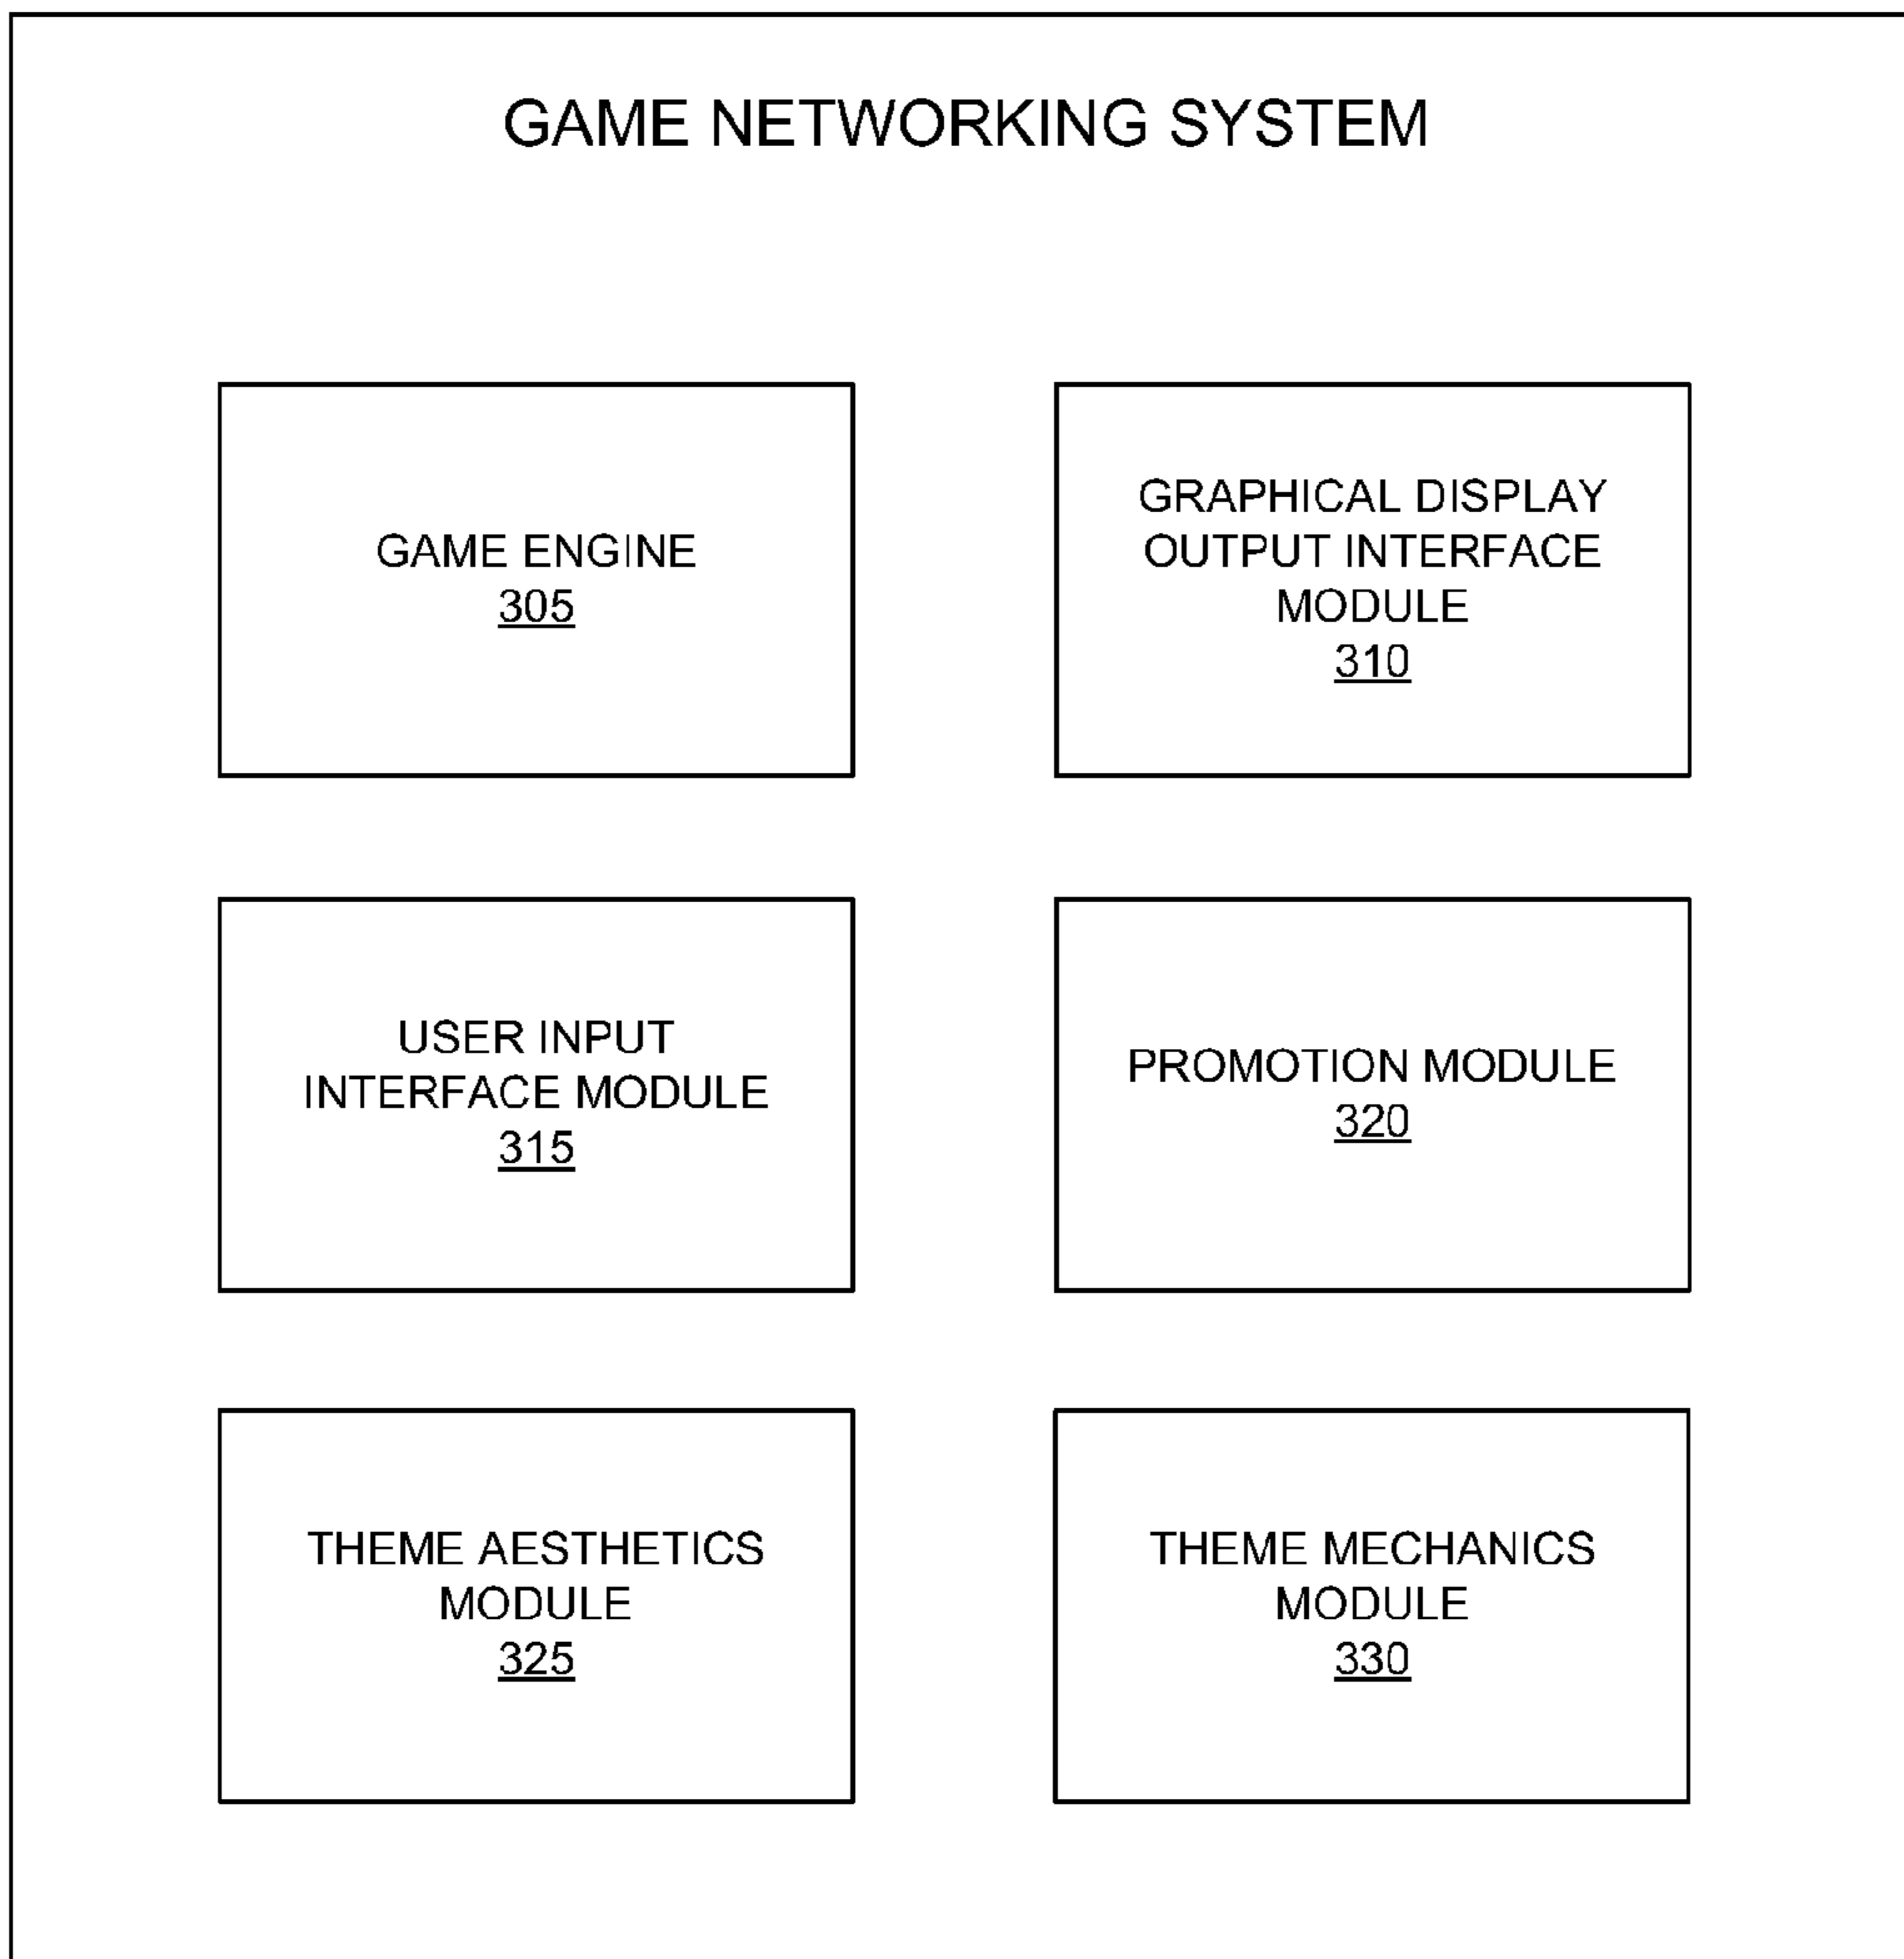 GAME NETWORKING SYSTEM
GAME ENGINE
305
GRAPHICAL DISPLAY
OUTPUT INTERFACE
MODULE
310
USER INPUT
INTERFACE MODULE
315
PROMOTION MODULE
320
THEME AESTHETICS
MODULE
325
THEME MECHANICS
MODULE
330